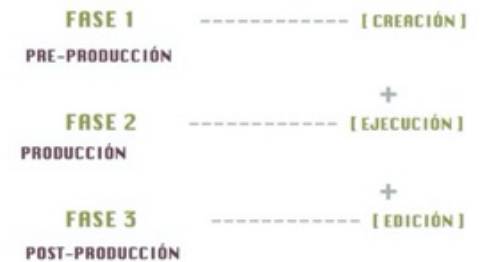 FASE 1 ------------ [ CREACIÓN ]
PRE-PRODUCCIÓN
+
FASE 2 ------------ [ EJECUCIÓN ]
PRODUCCIÓN
+
FASE 3 ------------ [ EDICIÓN ]
POST-PRODUCCIÓN